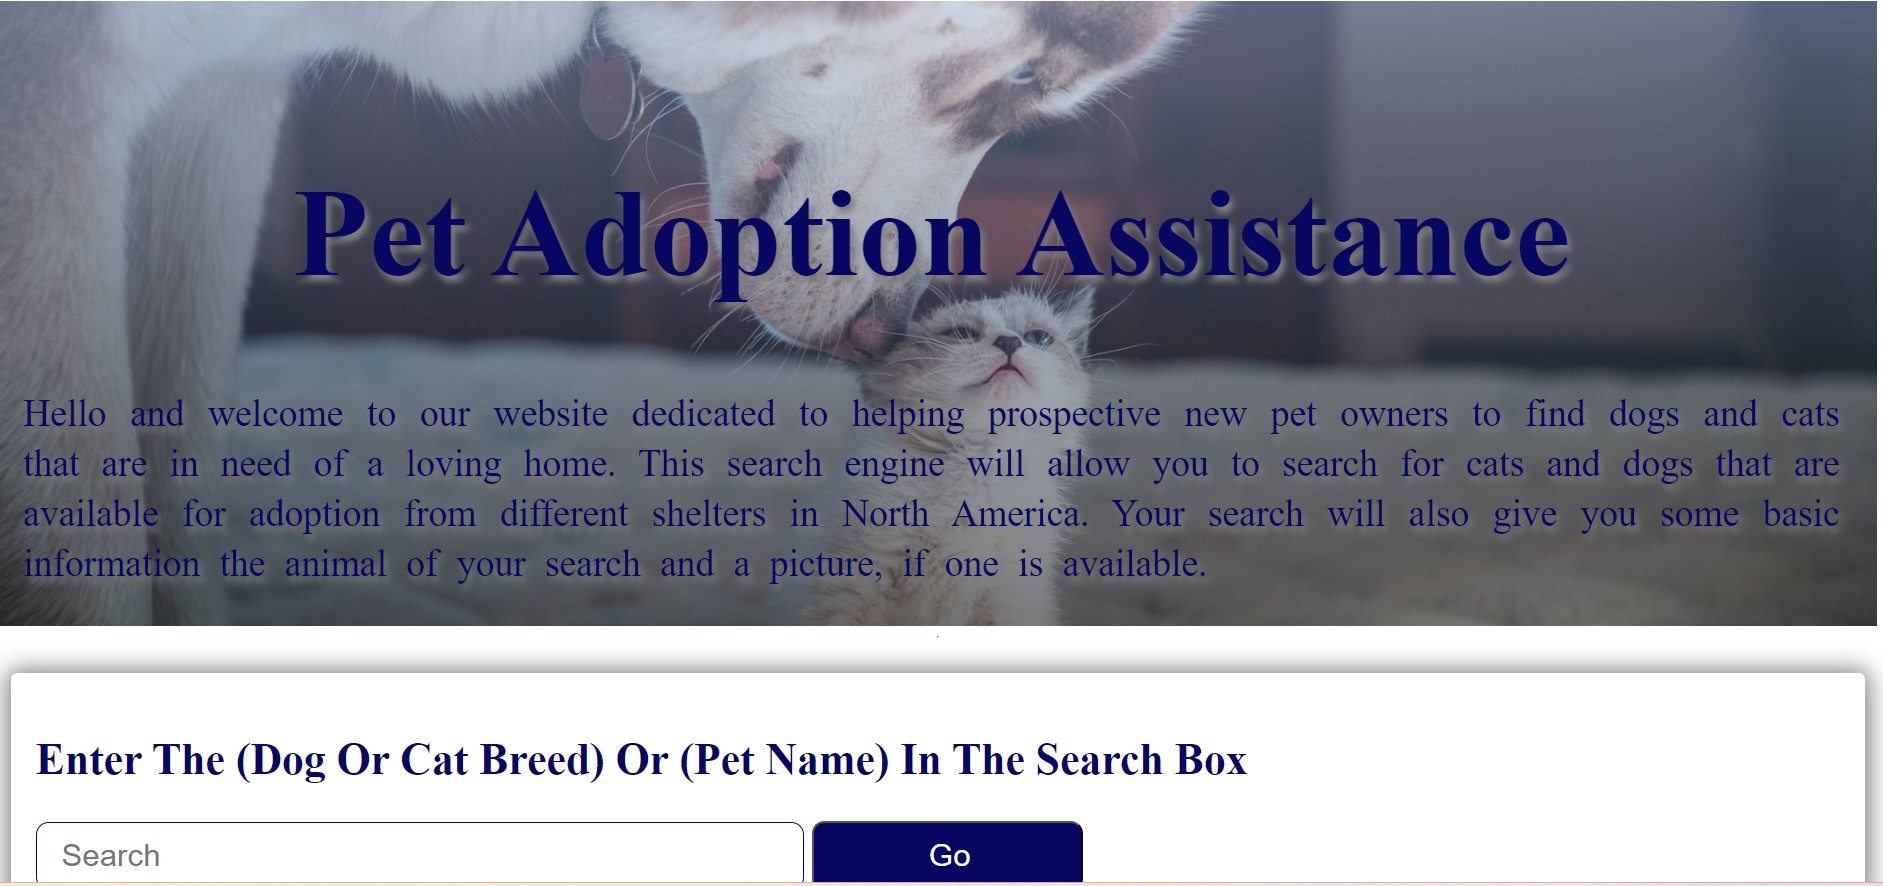 Pet Adoption Assistance
Hello and welcome to our website dedicated to helping prospective new pet owners to find dogs and cats
that are in need of a loving home. This search engine will allow you to search for cats and dogs that are
available for adoption from different shelters in North America. Your search will also give you some basic
information the animal of your search and a picture, if one is available.
Enter The (Dog Or Cat Breed) Or (Pet Name) In The Search Box
Search Go